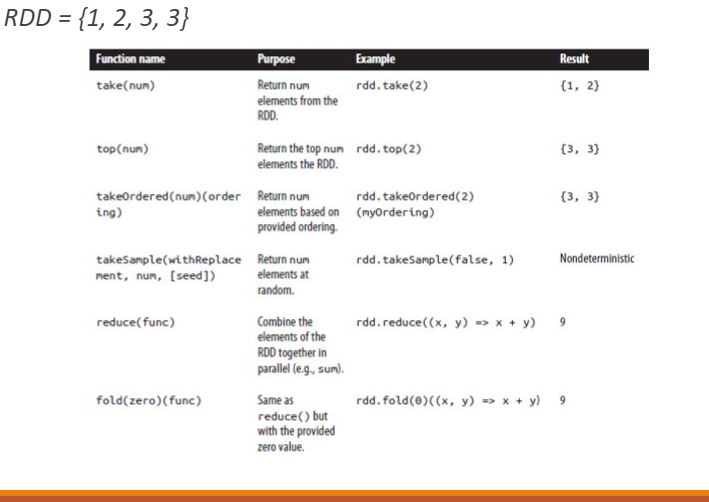 RDD = {1, 2, 3, 3}
Function name Purpose Example Result
take(num) Return num rdd.take(2) {1, 2}
elements from the
RDD.
top(num) Return the top num rdd.top(2) {3, 3}
elements the RDD.
takeOrdered(num)(order Return num rdd.takeOrdered(2) {3, 3}
ing) elements based on (myOrdering)
provided ordering.
takeSample(withReplace Return num rdd.takeSample(false, 1) Nondeterministic
ment, num, [seed]) elements at
random.
reduce(func) Combine the rdd.reduce((x, y) => x + y) 9
elements of the
RDD together in
parallel (e.g., sum).
fold(zero)(func) Same as rdd.fold(0)((x, y) => x + y) 9
reduce() but
with the provided
zero value.